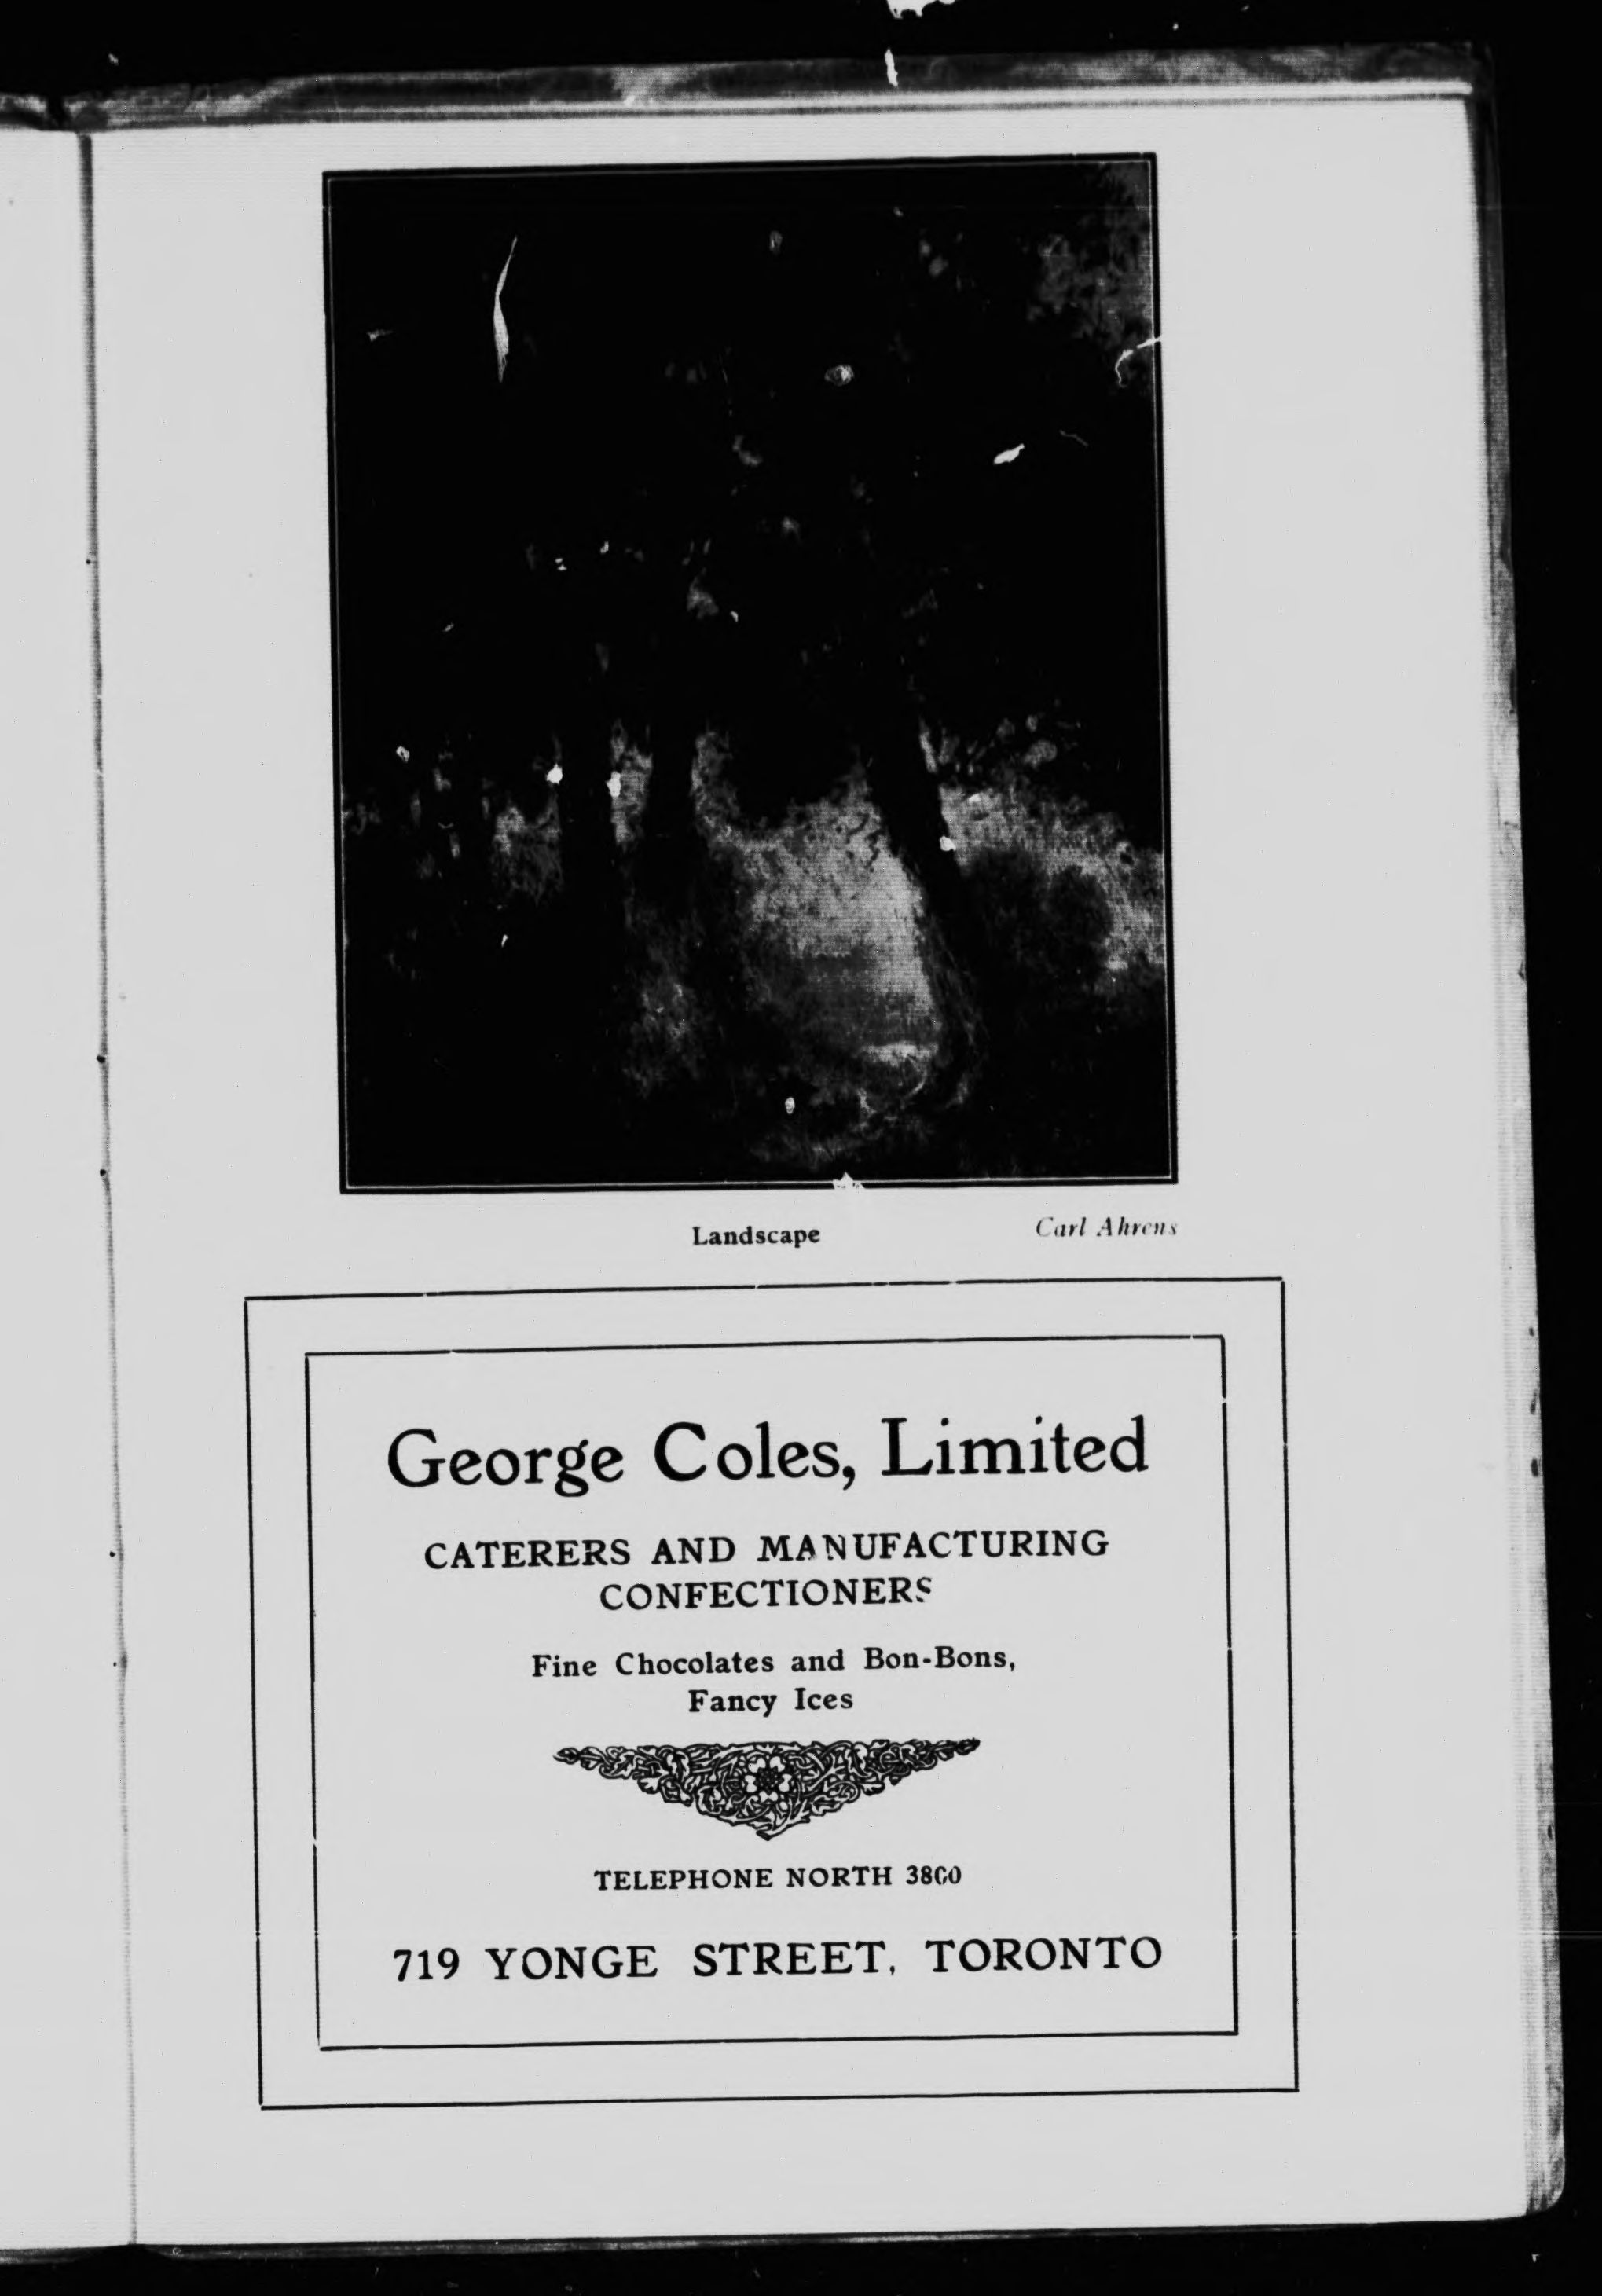 Landscape
Carl Ahrens
George Coles, Limited
CATERERS AND MANUFACTURING
CONFECTIONERS
Fine Chocolates and Bon-Bons,
Fancy Ices
TELEPHONE NORTH 3800
719 YONGE STREET, TORONTO